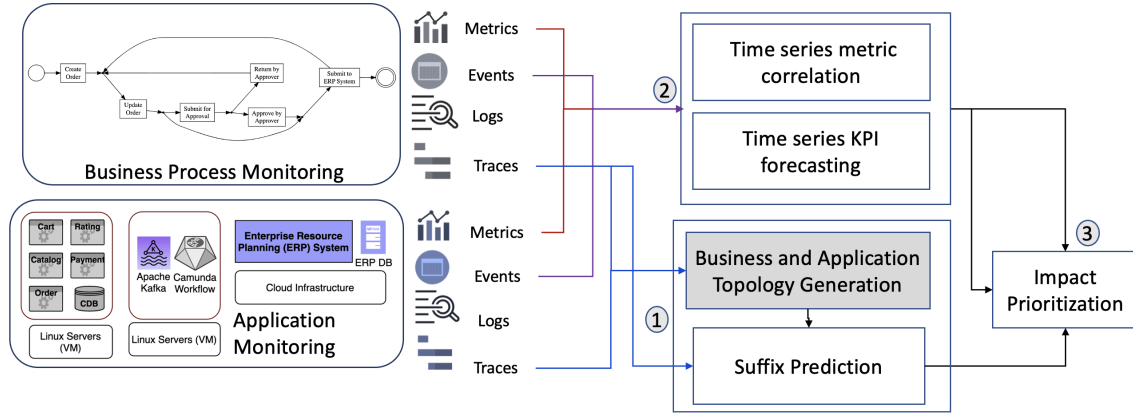 Create
Order
Update
Order
Submit for
Approval
Return by
Approver
Approve by
Approver
Submit to
ERP System
Business Process Monitoring
Cart
Rating
Catalog
Payment
Order
CDB
Linux Servers
(VM)
Apache
Kafka
Camunda
Workflow
Linux Servers (VM)
Enterprise Resource
Planning (ERP) System
ERP DB
Cloud Infrastructure
Application
Monitoring
Metrics
Events
Logs
Traces
Metrics
Events
Logs
Traces
2
Time series metric
correlation
Time series KPI
forecasting
1
Business and Application
Topology Generation
Suffix Prediction
3
Impact
Prioritization